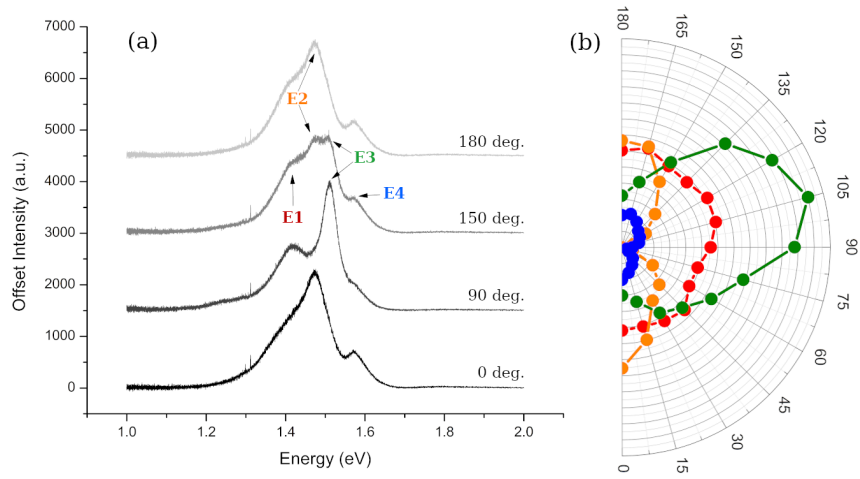 (a)
7000
6000
5000
4000
3000
2000
1000
0
Offset Intensity (a.u.)
1.0
1.2
1.4
1.6
1.8
2.0
Energy (eV)
E2
E3
E1
E4
180 deg.
150 deg.
90 deg.
0 deg.
(b)
180
165
150
135
120
105
90
75
60
45
30
15
0